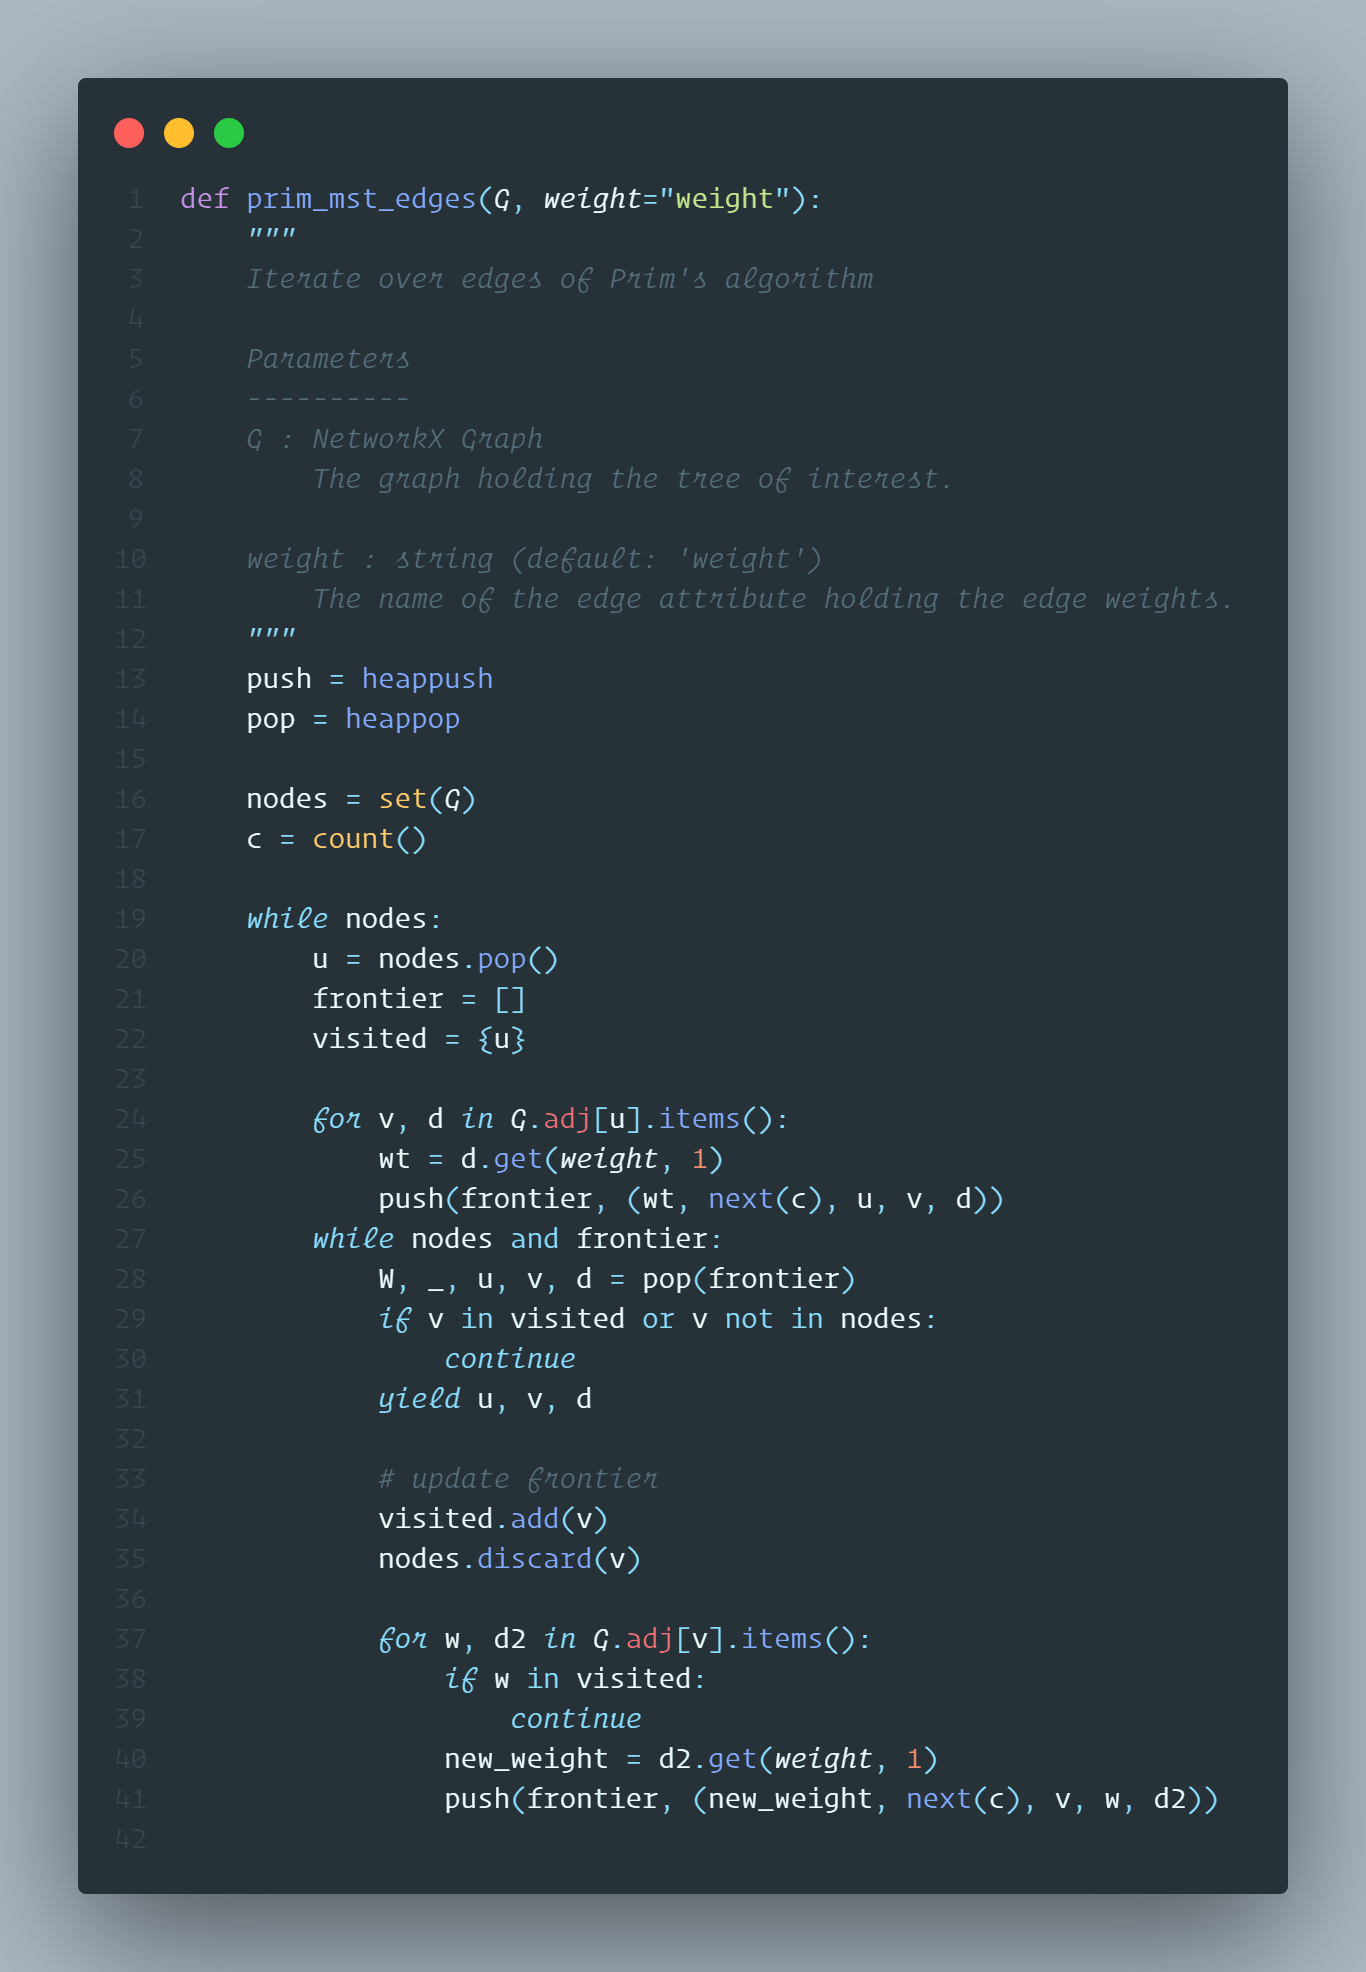 1 def prim_mst_edges(G, weight="weight"):
2     """
3     Iterate over edges of Prim's algorithm
4
5     Parameters
6     ----------
7     G : NetworkX Graph
8         The graph holding the tree of interest.
9
10     weight : string (default: 'weight')
11         The name of the edge attribute holding the edge weights.
12     """
13     push = heappush
14     pop = heappop
15
16     nodes = set(G)
17     c = count()
18
19     while nodes:
20         u = nodes.pop()
21         frontier = []
22         visited = {u}
23
24         for v, d in G.adj[u].items():
25             wt = d.get(weight, 1)
26             push(frontier, (wt, next(c), u, v, d))
27         while nodes and frontier:
28             W, _, u, v, d = pop(frontier)
29             if v in visited or v not in nodes:
30                 continue
31             yield u, v, d
32
33             # update frontier
34             visited.add(v)
35             nodes.discard(v)
36
37             for w, d2 in G.adj[v].items():
38                 if w in visited:
39                     continue
40                 new_weight = d2.get(weight, 1)
41                 push(frontier, (new_weight, next(c), v, w, d2))
42